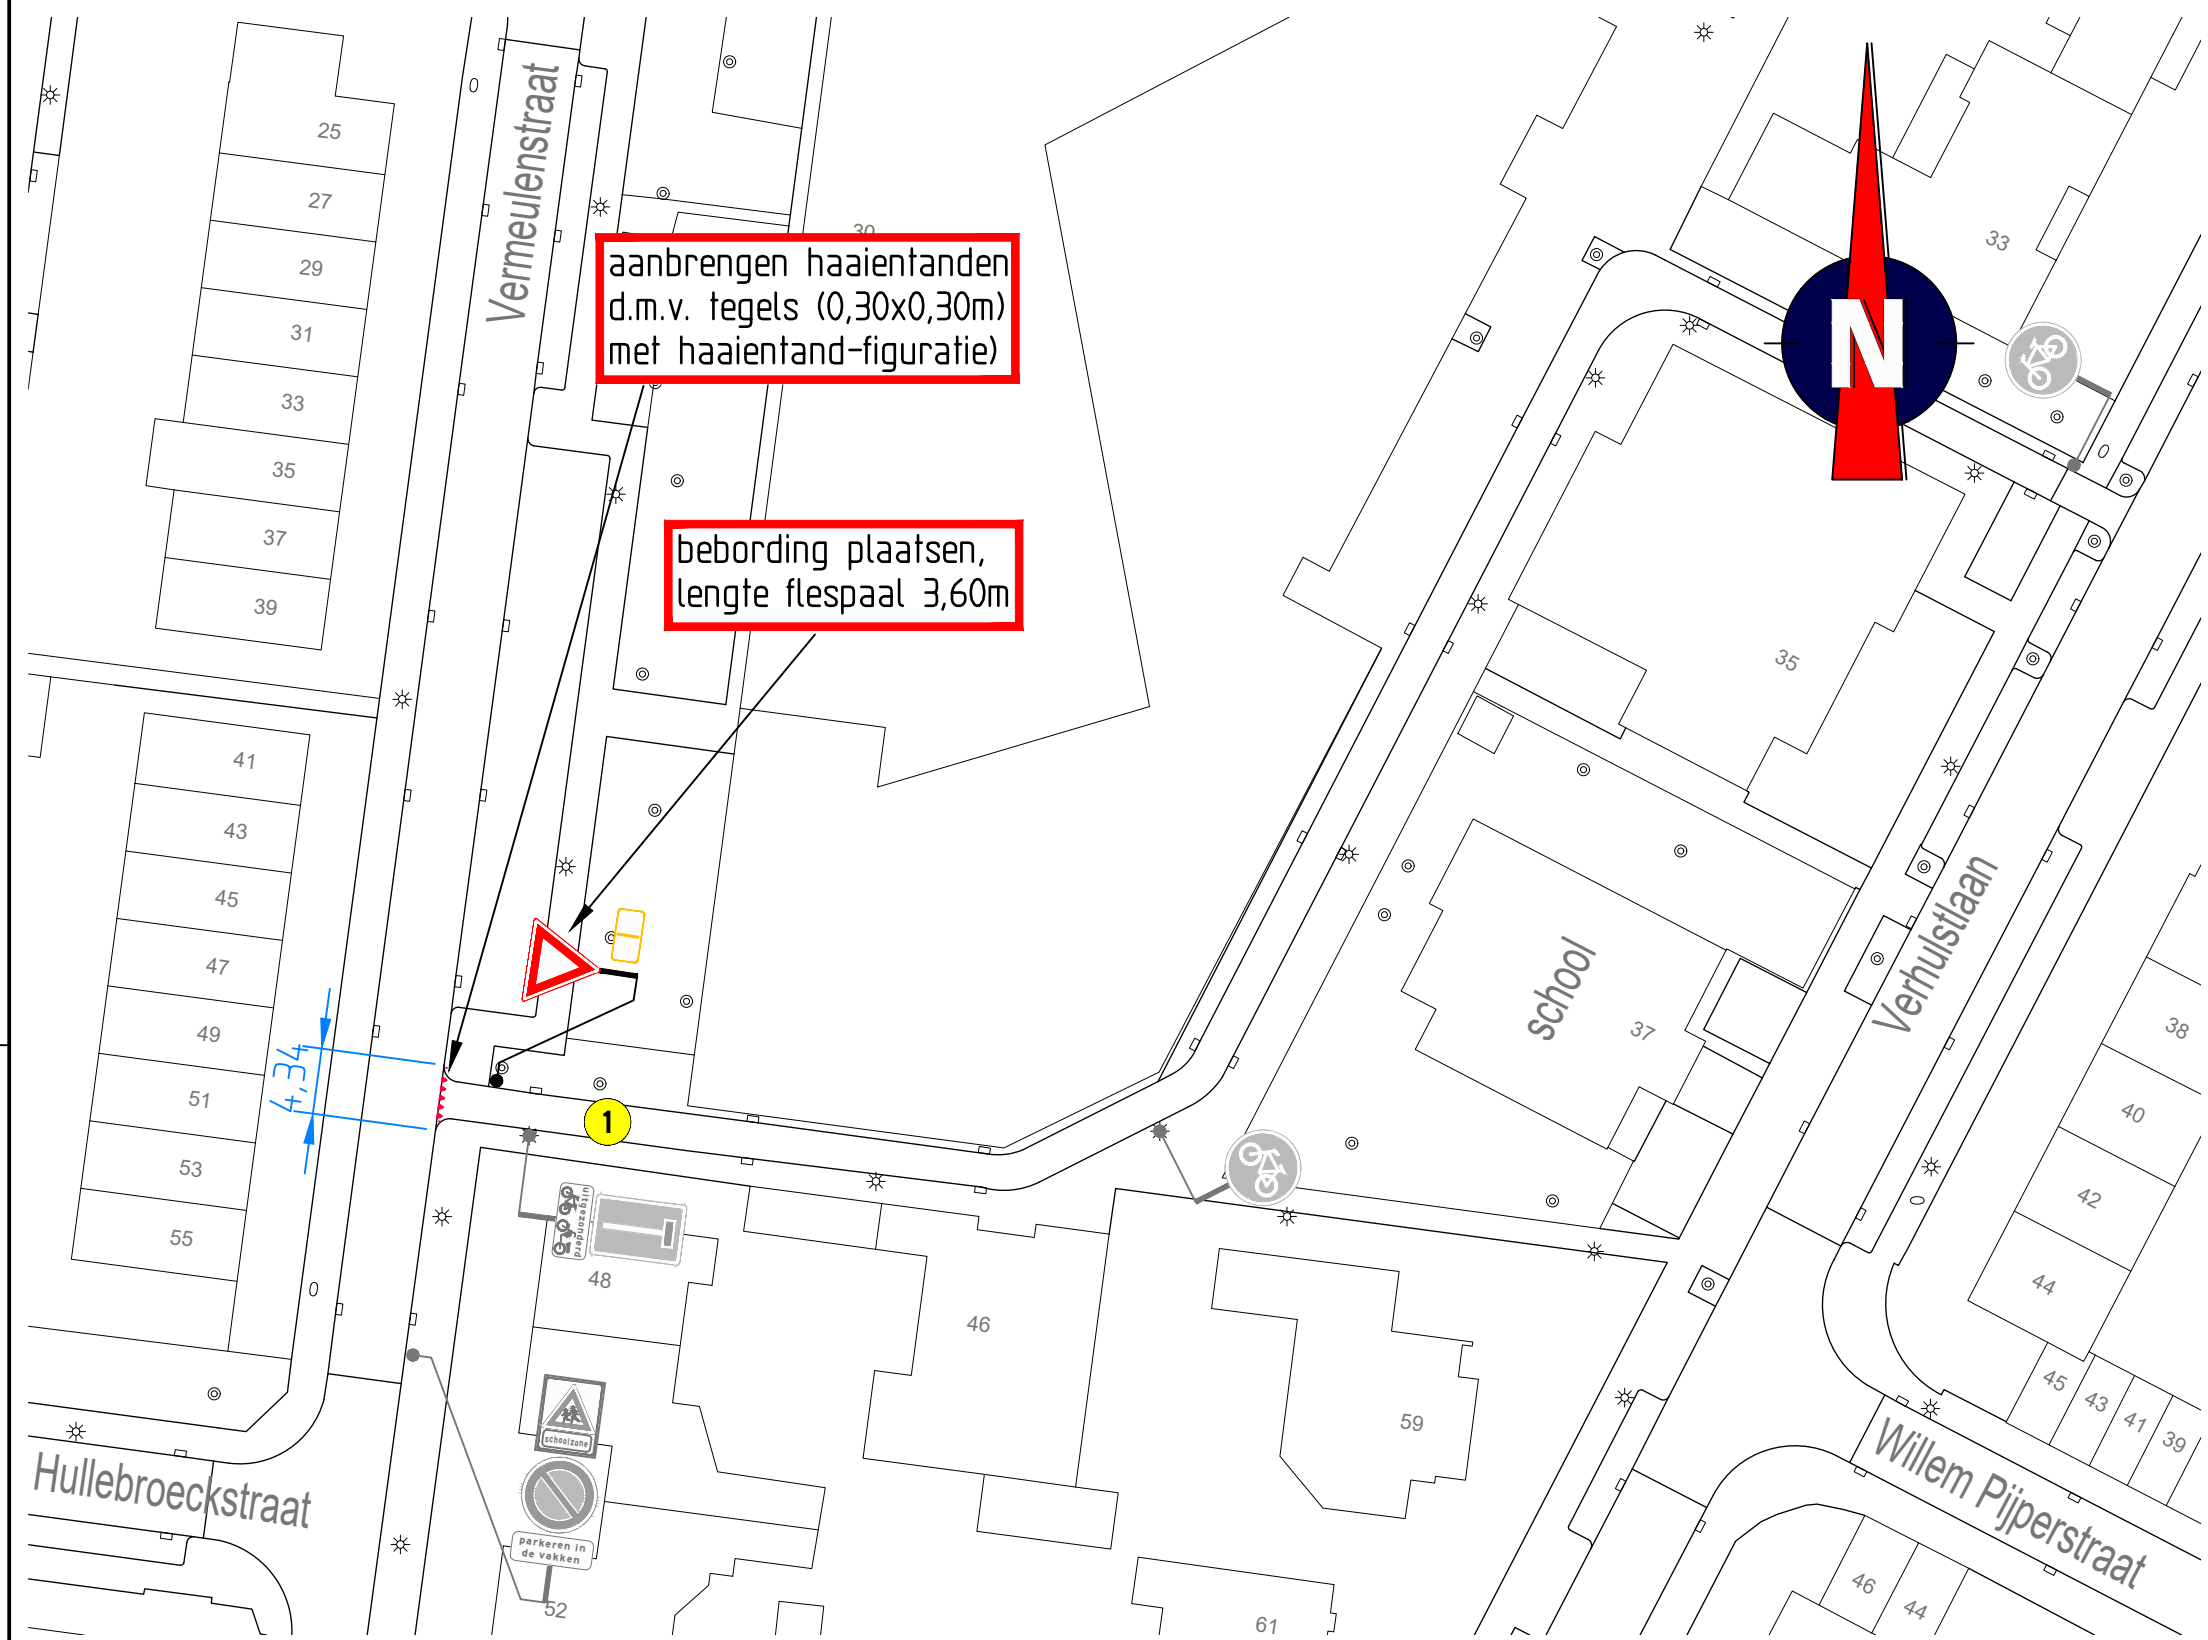 Vermeulenstraat
25
27
29
31
33
35
37
39
30
aanbrengen haaientanden
d.m.v. tegels (0,30x0,30m)
met haaientand-figuratie)
bebording plaatsen,
lengte flespaal 3,60m
N
33
35
41
43
45
47
49
51
53
55
4,34
1
school
37
Verhulstlaan
38
40
42
44
45
43
41
39
uitgezonderd
48
46
59
schoolzone
parkeren in
de vakken
52
61
Hullebroeckstraat
Willem Pijperstraat
46
44